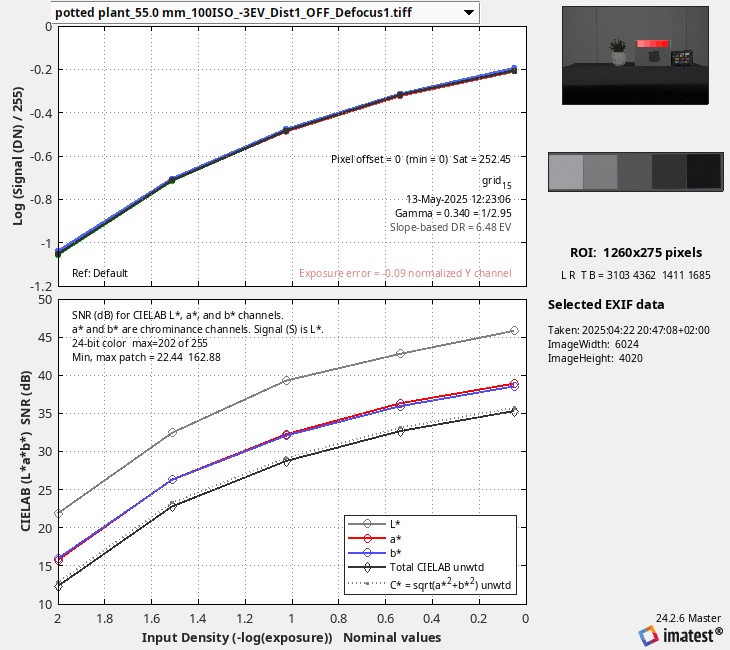 potted plant_55.0 mm_100ISO_-3EV_Dist1_OFF_Defocus1.tiff
0
-0.2
-0.4
-0.6
-0.8
-1
-1.2
Log (Signal (DN) / 255)
Pixel offset = 0 (min = 0) Sat = 252.45
grid15
13-May-2025 12:23:06
Gamma = 0.340 = 1/2.95
Slope-based DR = 6.48 EV
Ref: Default
Exposure error = -0.09 normalized Y channel
50
45
40
35
30
25
20
15
10
CIELAB (L*a*b*) SNR (dB)
SNR (dB) for CIELAB L*, a*, and b* channels.
a* and b* are chrominance channels. Signal (S) is L*.
24-bit color max=202 of 255
Min, max patch = 22.44 162.88
L*
a*
b*
Total CIELAB unwtd
C* = sqrt(a*2+b*2) unwtd
2 1.8 1.6 1.4 1.2 1 0.8 0.6 0.4 0.2 0
Input Density (-log(exposure)) Nominal values
ROI: 1260x275 pixels
L R T B = 3103 4362 1411 1685
Selected EXIF data
Taken: 2025:04:22 20:47:08+02:00
ImageWidth: 6024
ImageHeight: 4020
24.2.6 Master
imatest®